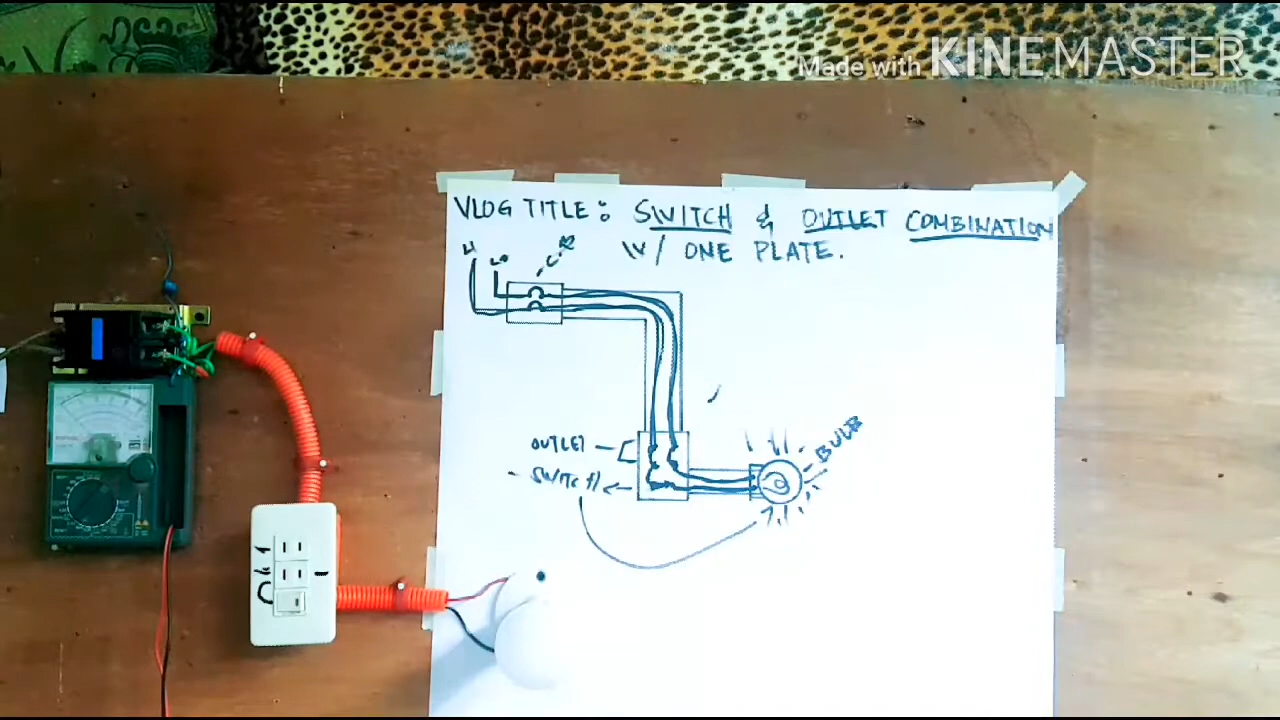 Made with KINEMASTER
VLOG TITLE: SWITCH & OUTLET COMBINATION
W/ ONE PLATE.
OUTLET
SWITCH
BULB